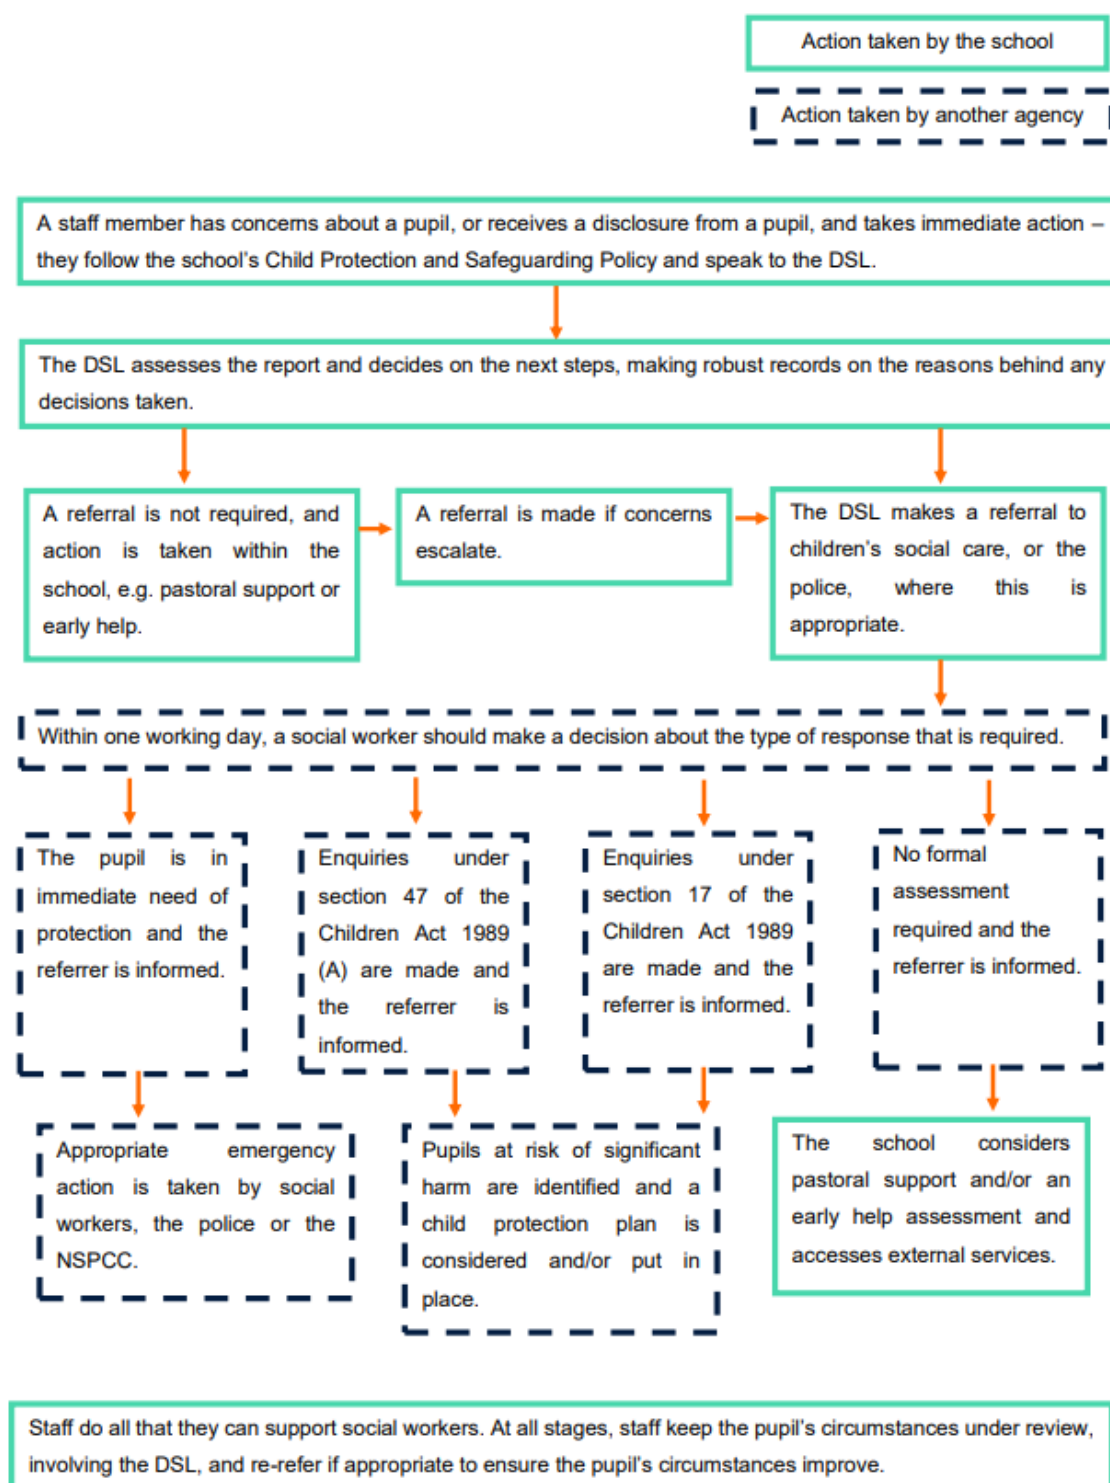 Action taken by the school
Action taken by another agency
A staff member has concerns about a pupil, or receives a disclosure from a pupil, and takes immediate action –
they follow the school's Child Protection and Safeguarding Policy and speak to the DSL.
The DSL assesses the report and decides on the next steps, making robust records on the reasons behind any
decisions taken.
A referral is not required, and
action is taken within the
school, e.g. pastoral support or
early help.
A referral is made if concerns
escalate.
The DSL makes a referral to
children's social care, or the
police, where this is
appropriate.
Within one working day, a social worker should make a decision about the type of response that is required.
The pupil is in
immediate need of
protection and the
referrer is informed.
Enquiries under
section 47 of the
Children Act 1989
(A) are made and
the referrer is
informed.
Enquiries under
section 17 of the
Children Act 1989
are made and the
referrer is informed.
No formal
assessment
required and the
referrer is informed.
Appropriate emergency
action is taken by social
workers, the police or the
NSPCC.
Pupils at risk of significant
harm are identified and a
child protection plan is
considered and/or put in
place.
The school considers
pastoral support and/or an
early help assessment and
accesses external services.
Staff do all that they can support social workers. At all stages, staff keep the pupil's circumstances under review,
involving the DSL, and re-refer if appropriate to ensure the pupil's circumstances improve.